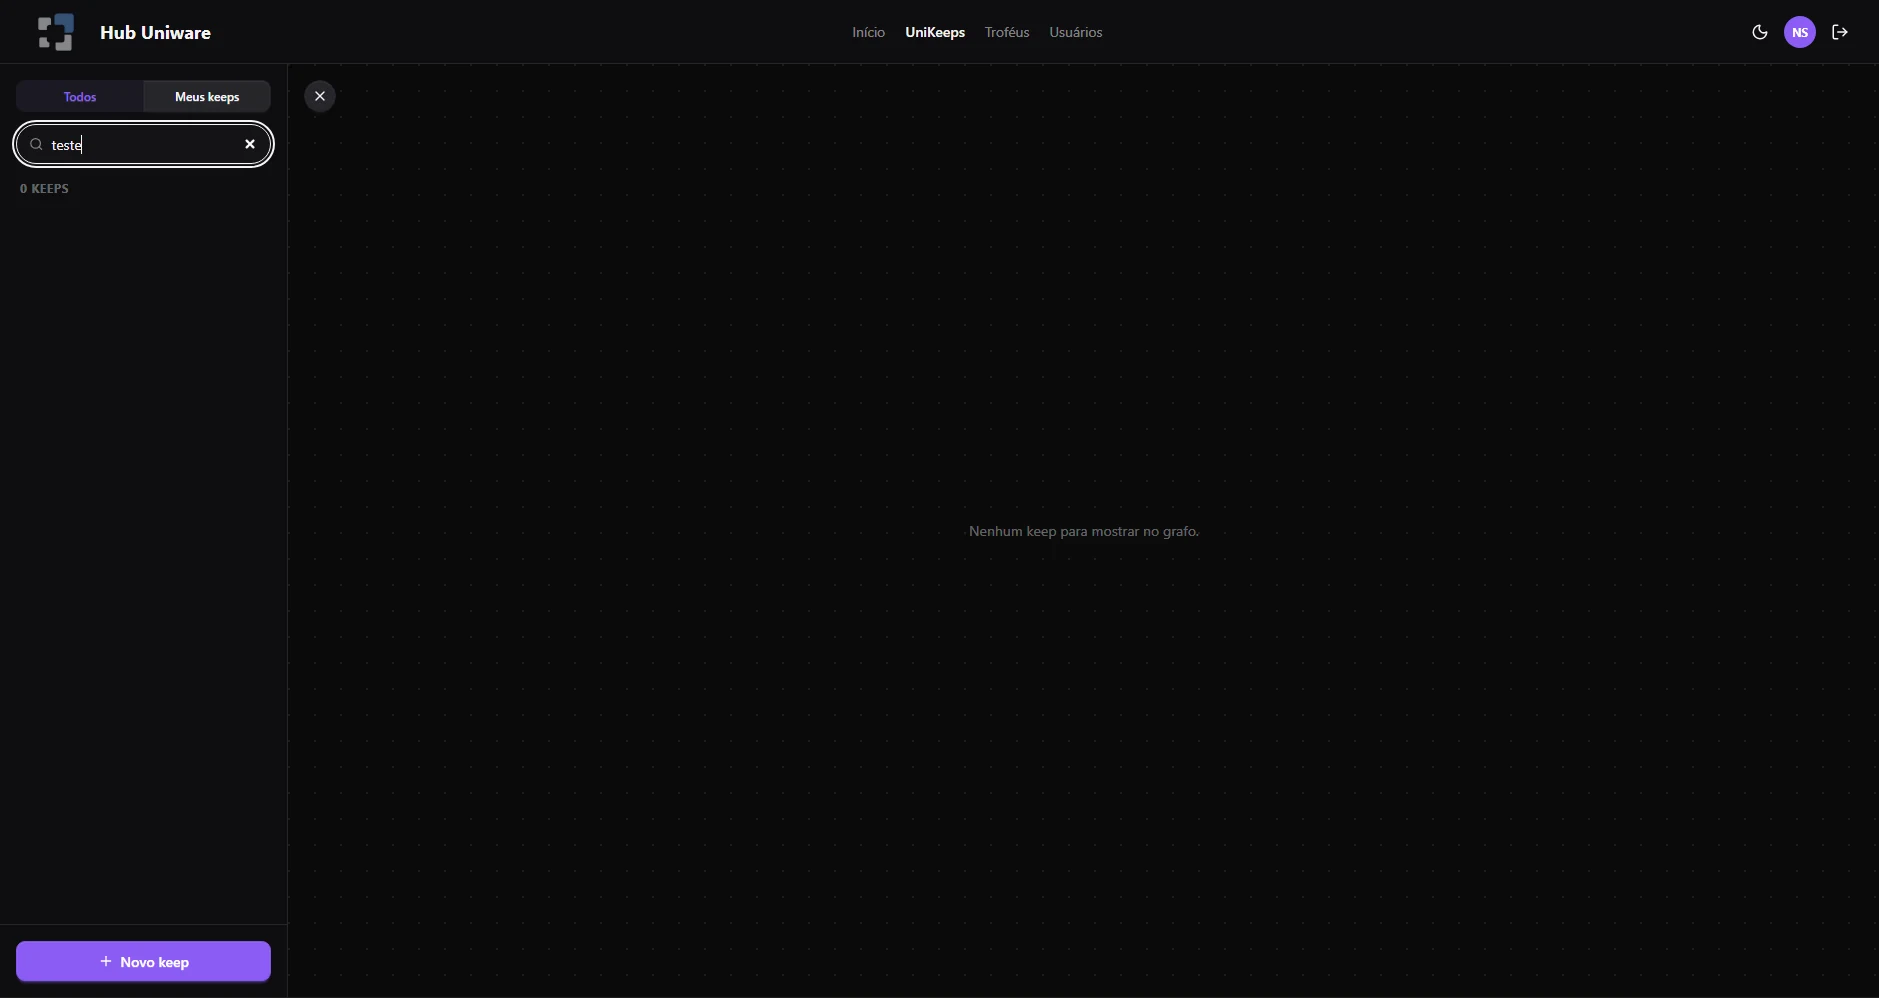 Hub Uniware
Início UniKeeps Troféus Usuários
NS
Todos Meus keeps
teste
0 KEEPS
Nenhum keep para mostrar no grafo.
Novo keep